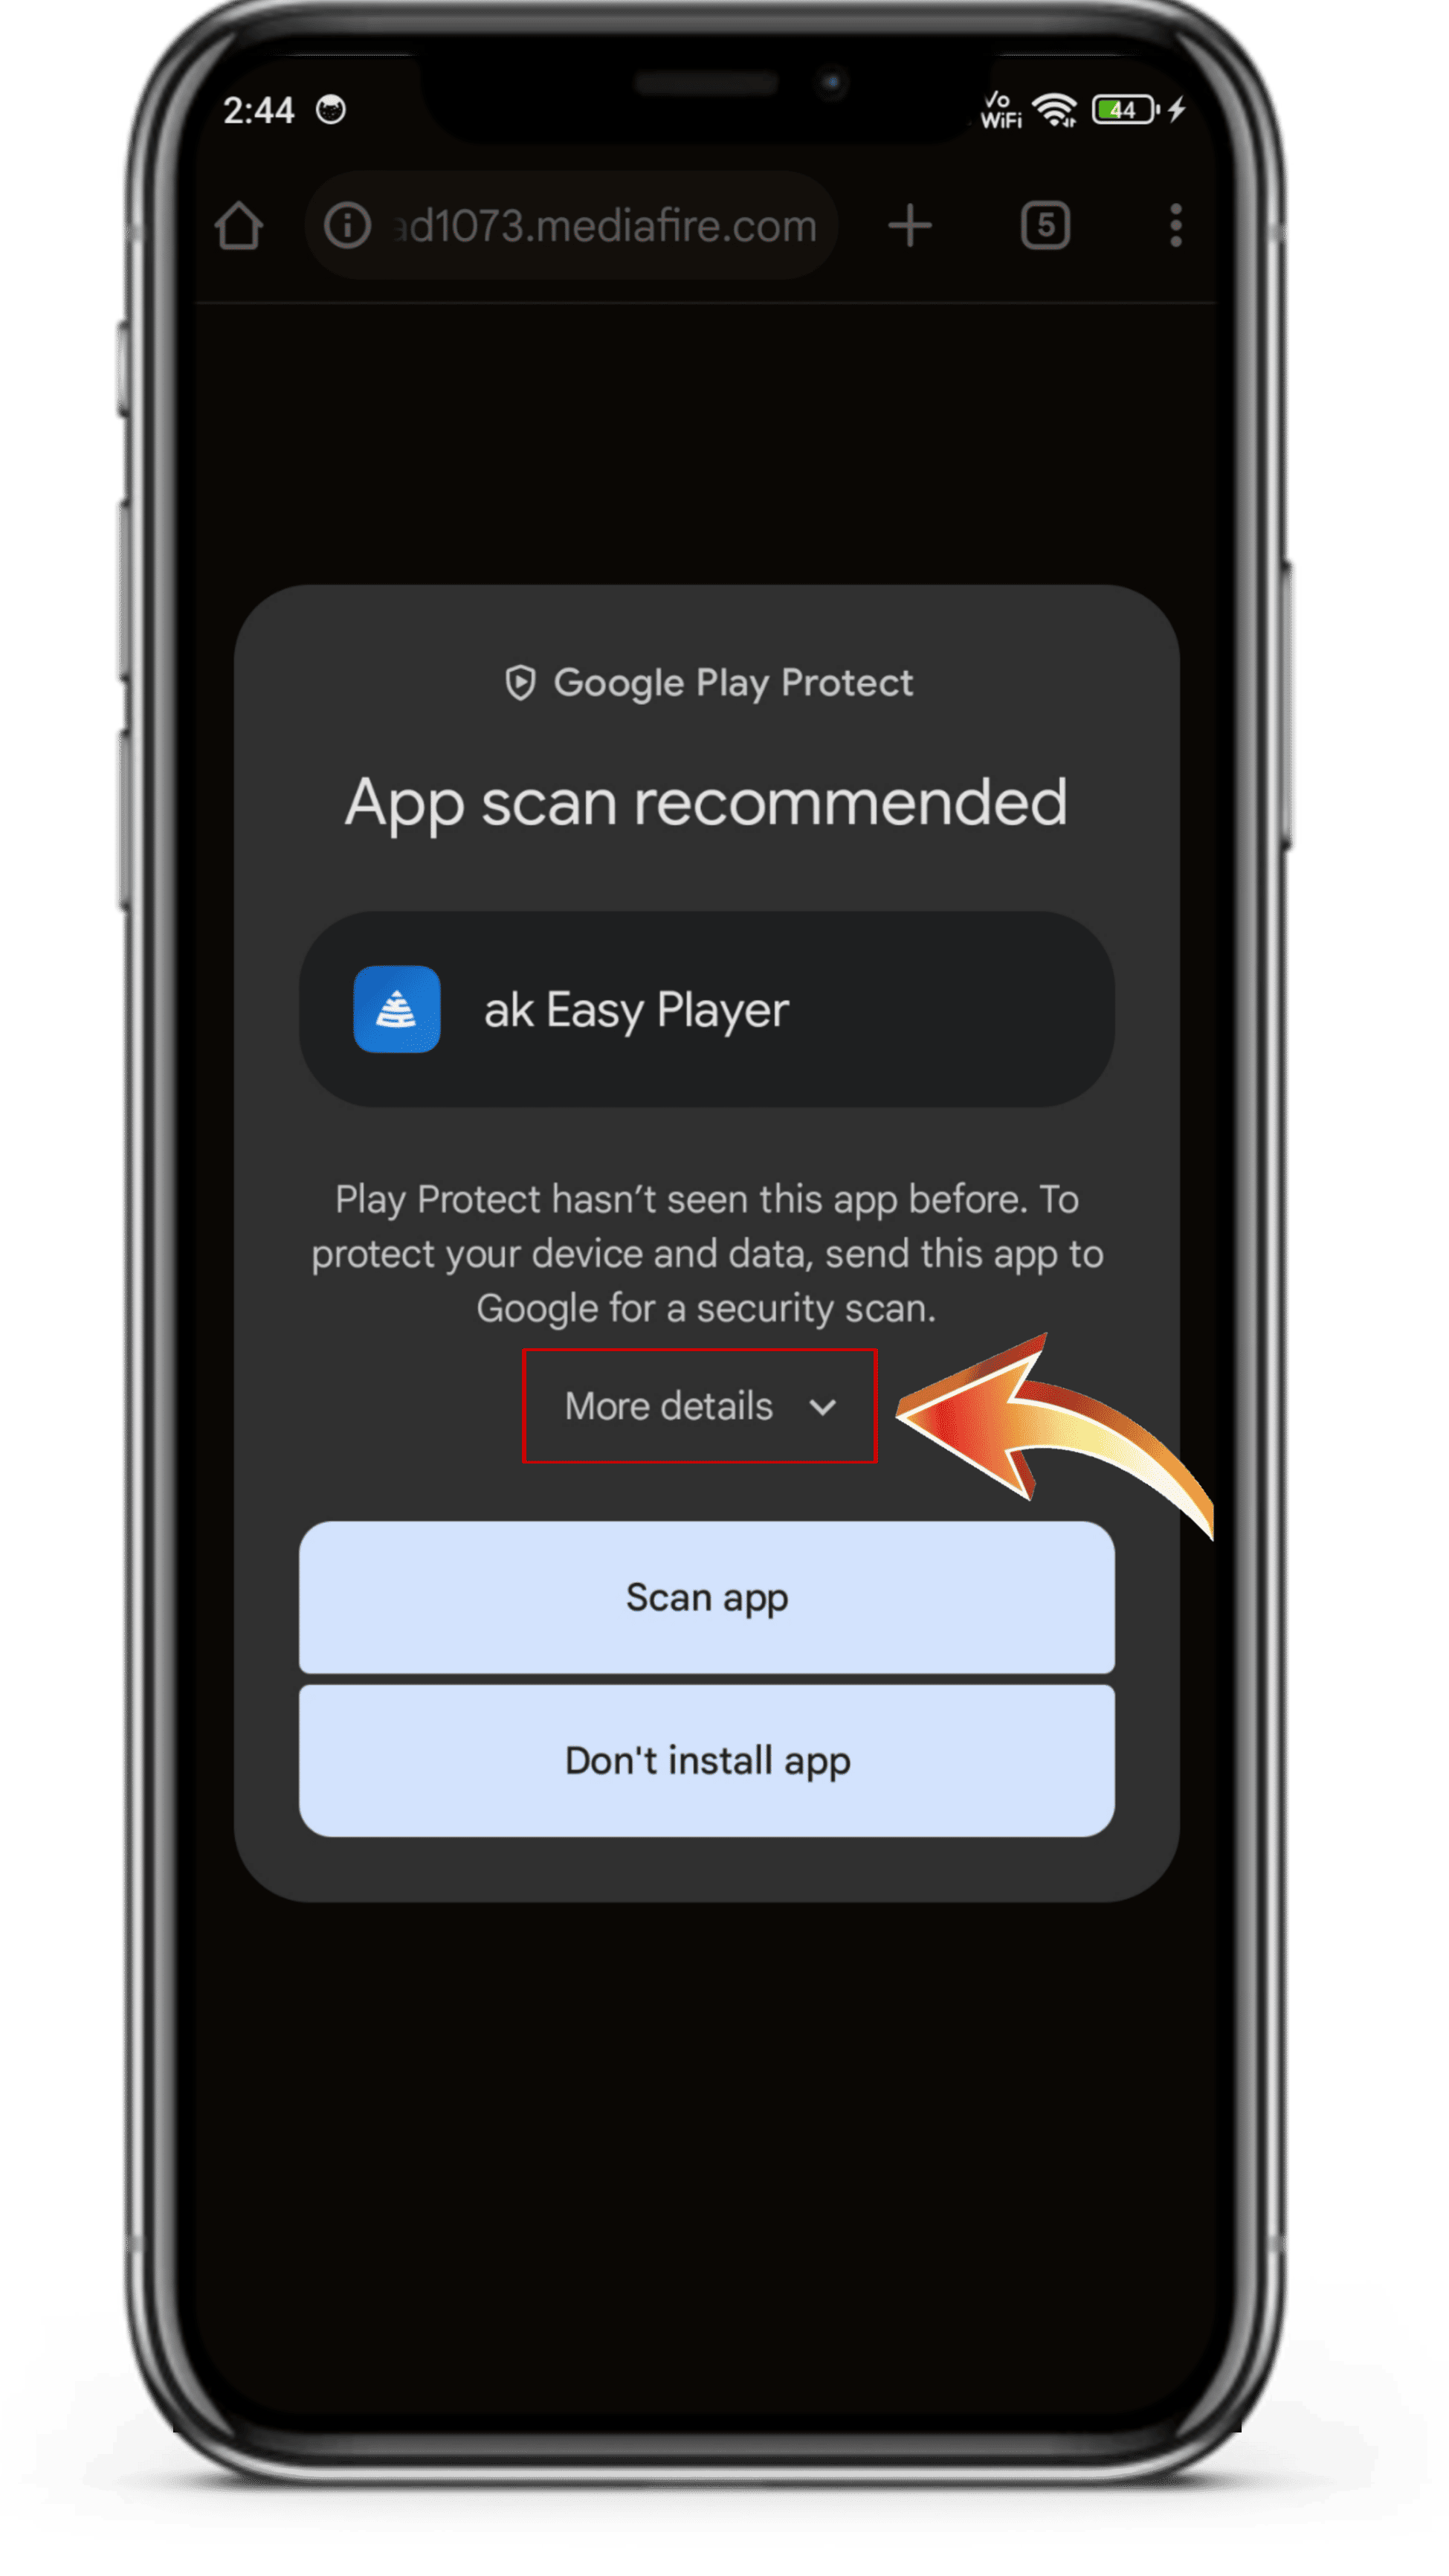 2:44
Vo
WiFi
44
ad1073.mediafire.com
5
Google Play Protect
App scan recommended
ak Easy Player
Play Protect hasn’t seen this app before. To
protect your device and data, send this app to
Google for a security scan.
More details
Scan app
Don't install app